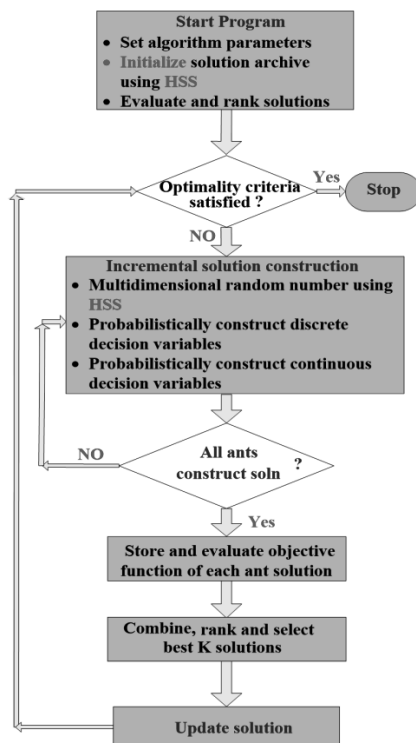 Start Program
• Set algorithm parameters
• Initialize solution archive
using HSS
• Evaluate and rank solutions
Optimality criteria
satisfied ?
Yes
Stop
NO
Incremental solution construction
• Multidimensional random number using
HSS
• Probabilistically construct discrete
decision variables
• Probabilistically construct continuous
decision variables
NO
All ants
construct soln ?
Yes
Store and evaluate objective
function of each ant solution
Combine, rank and select
best K solutions
Update solution